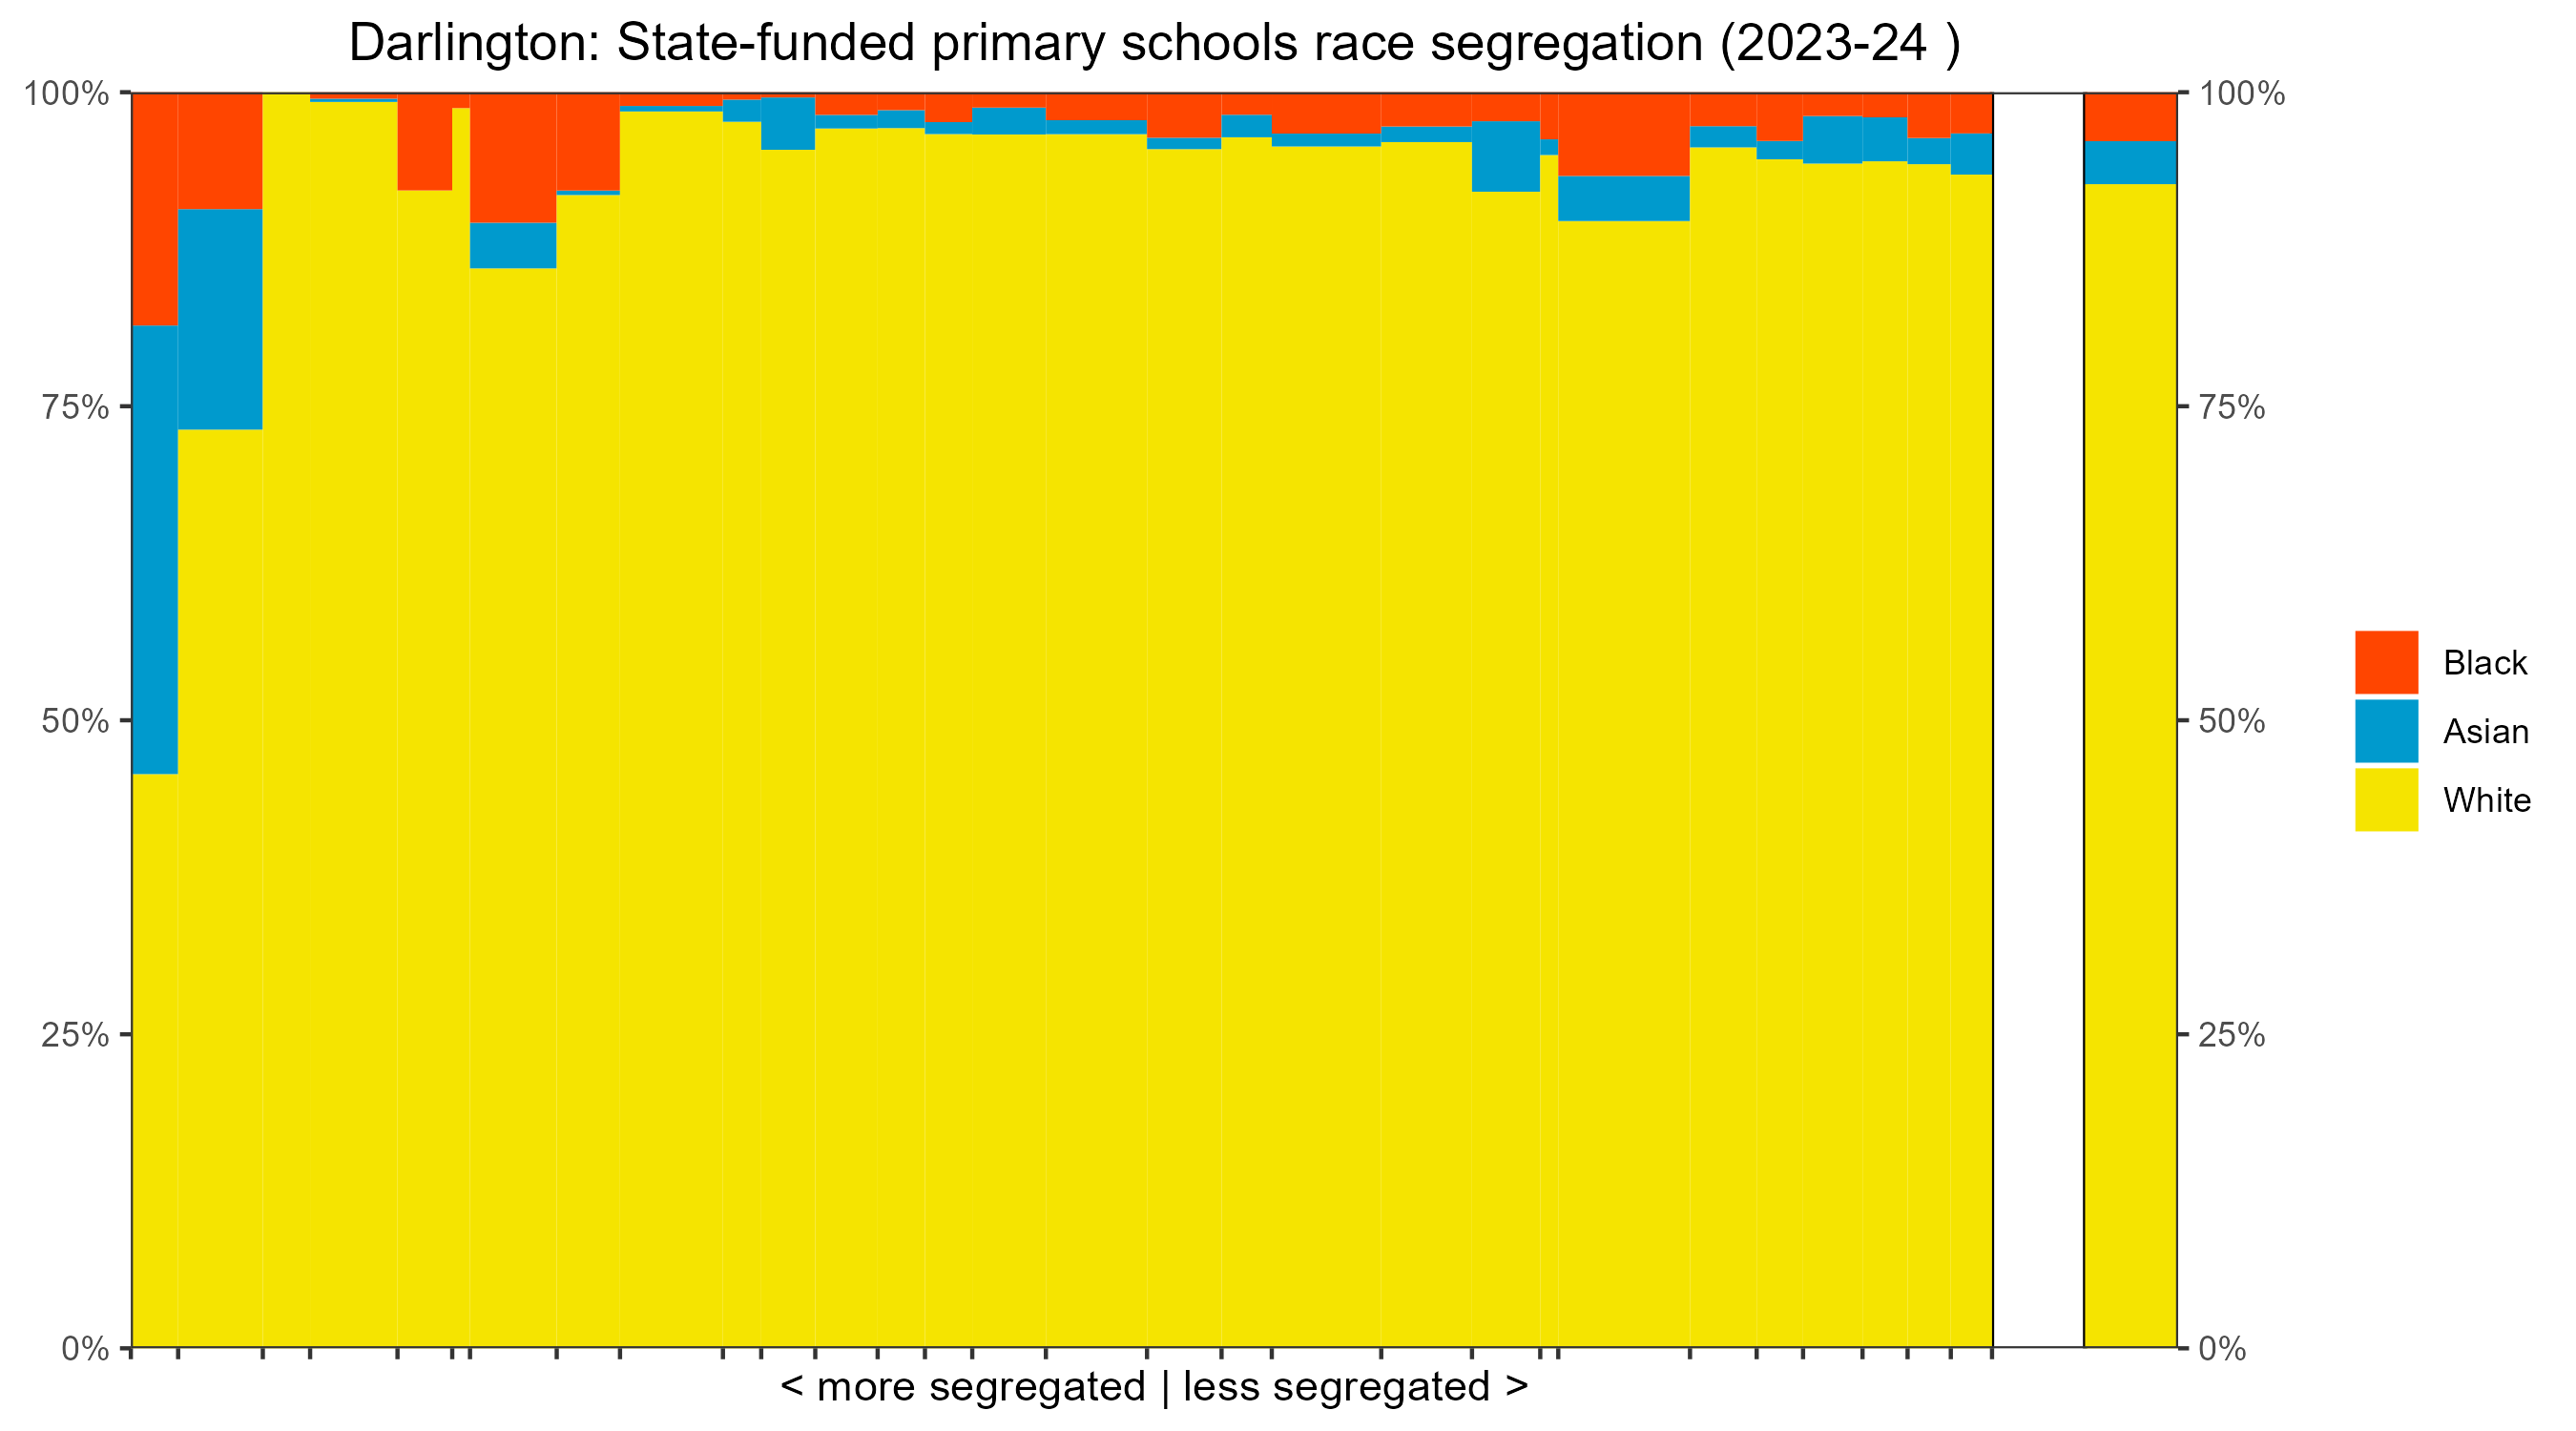 Darlington: State-funded primary schools race segregation (2023-24 )
100%
75%
50%
25%
0%
100%
75%
50%
25%
0%
Black
Asian
White
< more segregated | less segregated >